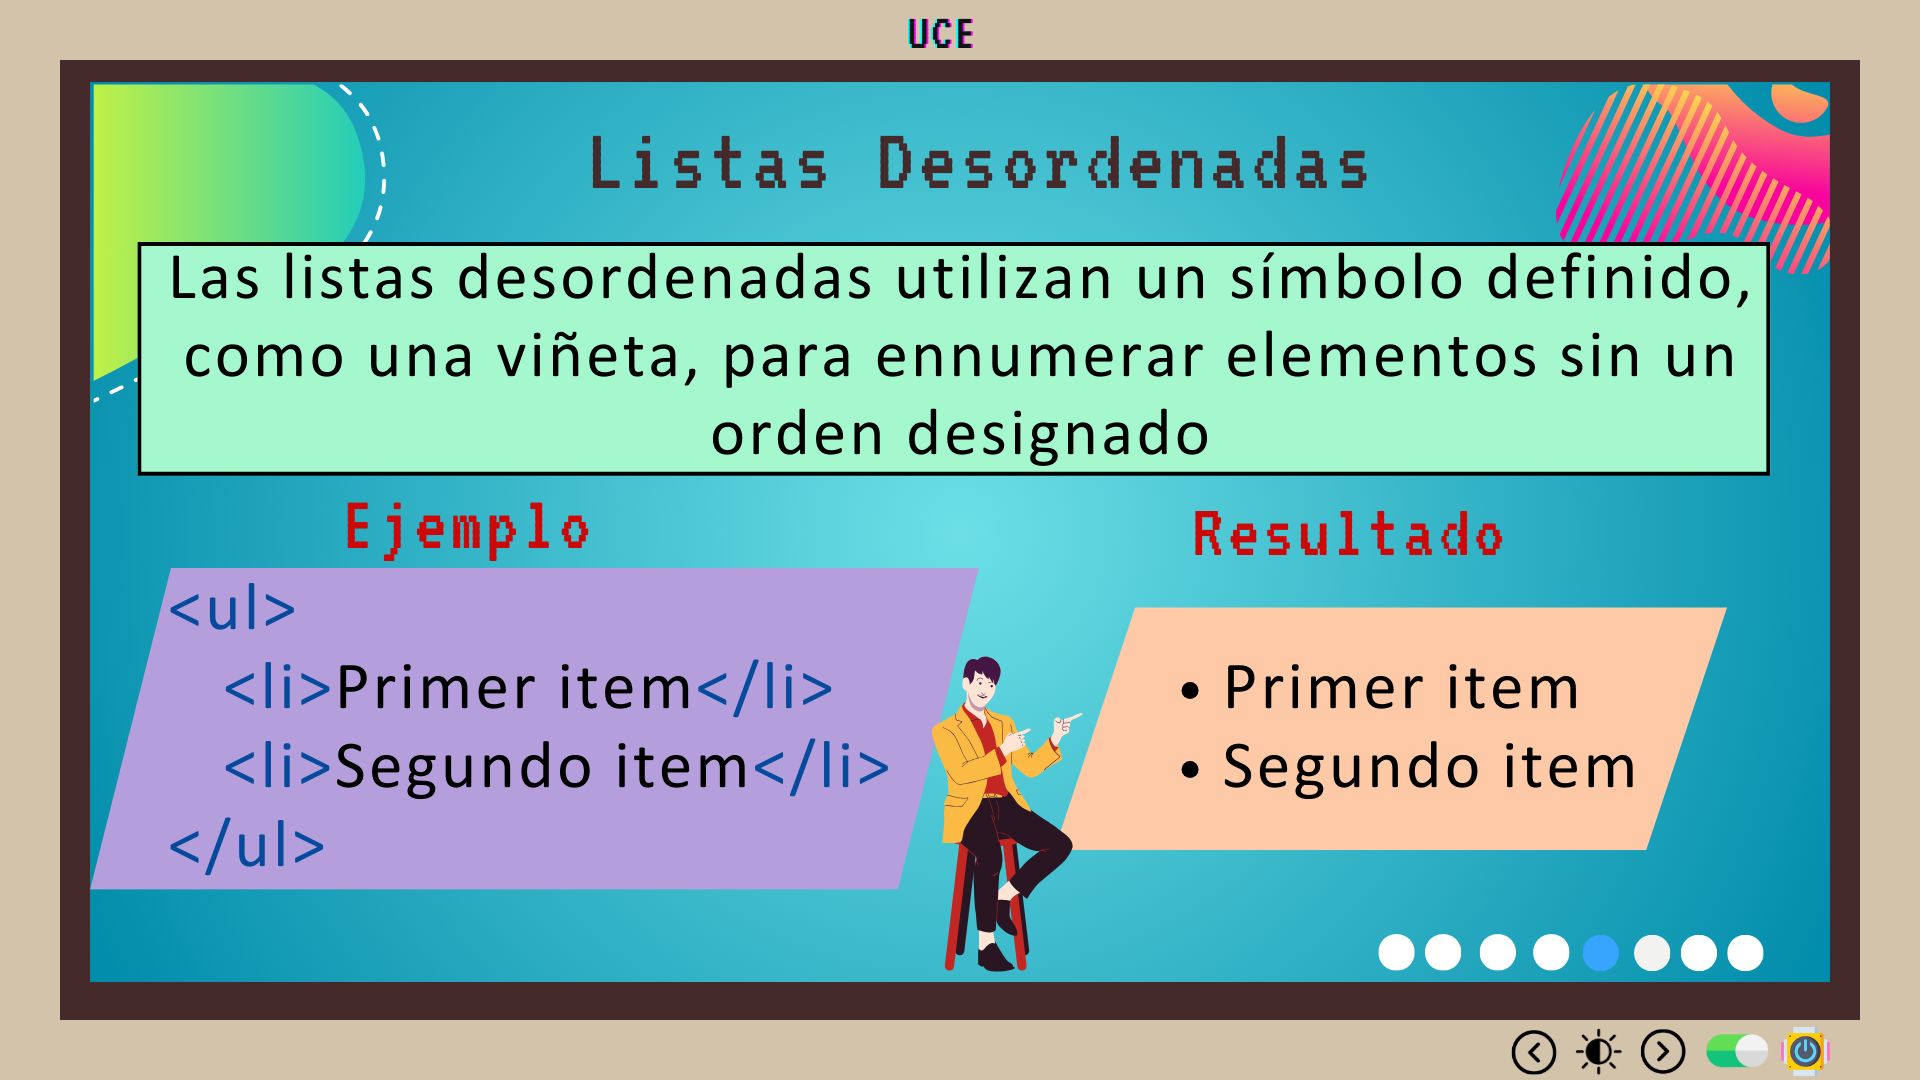 UCE
Listas Desordenadas
Las listas desordenadas utilizan un símbolo definido,
como una viñeta, para ennumerar elementos sin un
orden designado
Ejemplo
<ul>
<li>Primer item</li>
<li>Segundo item</li>
</ul>
Resultado
• Primer item
• Segundo item